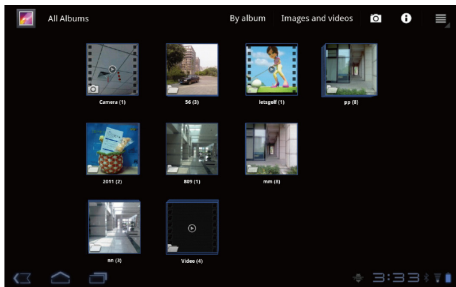 All Albums By album Images and videos
Camera (1) 56 (3) letsgolf (1) pp (8)
2011 (2) 809 (1) mm (8)
nn (3) Video (4)
3:33